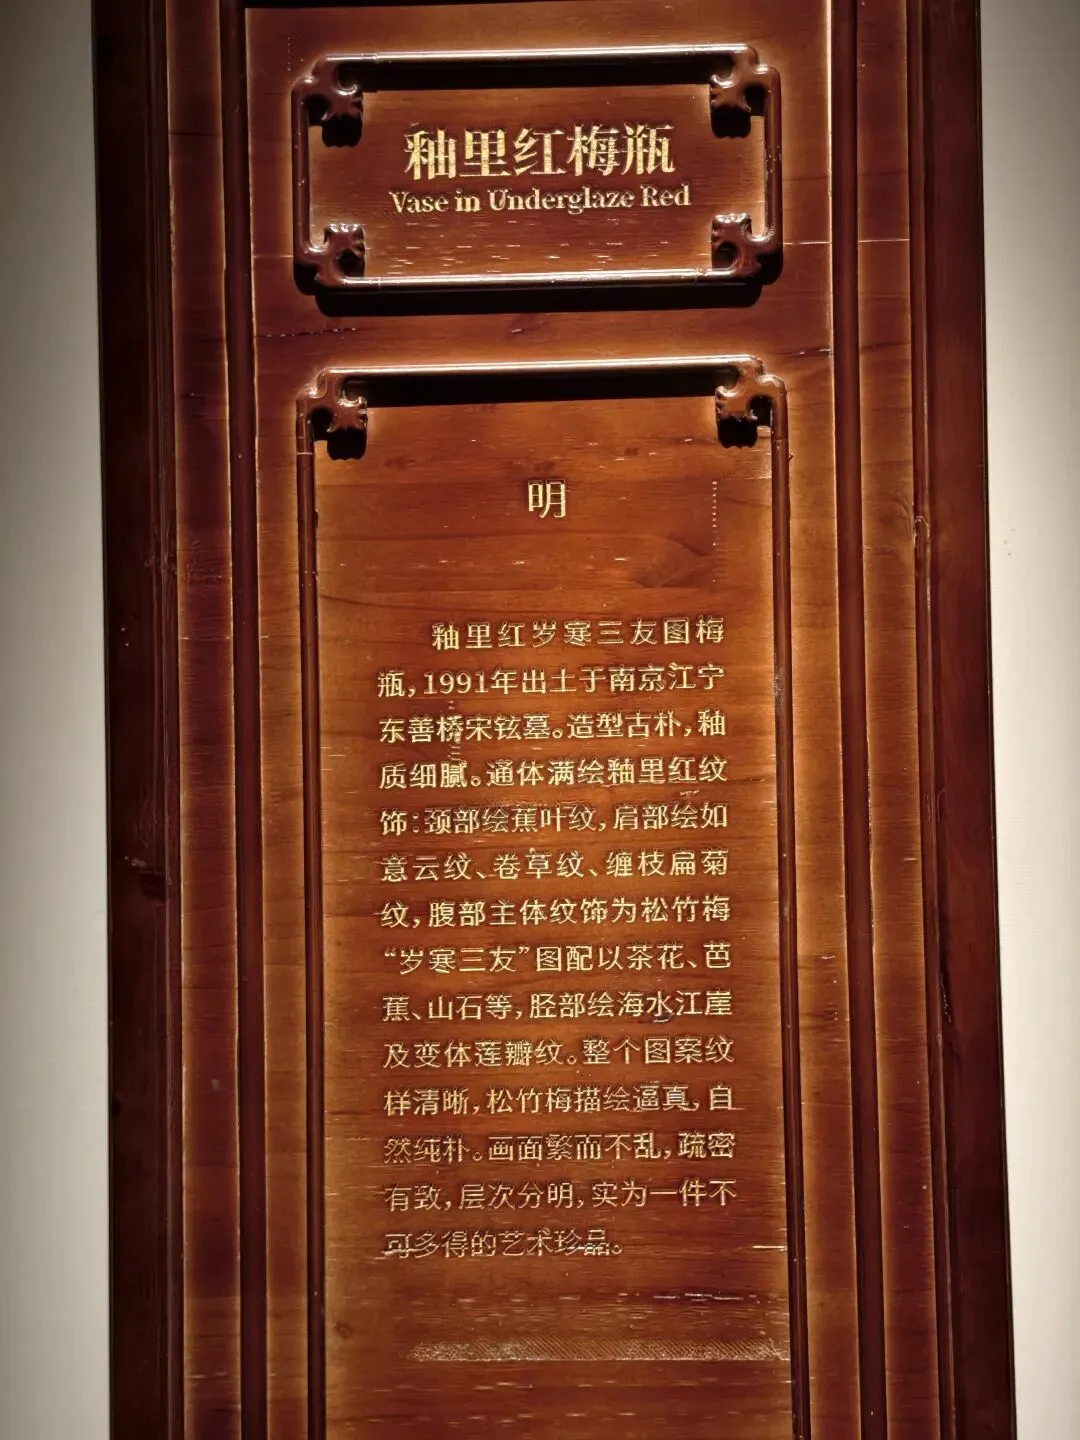 釉里红梅瓶
Vase in Underglaze Red
明
釉里红岁寒三友图梅
瓶,1991年出土于南京江宁
东善桥宋铉墓。造型古朴,釉
质细腻。通体满绘釉里红纹
饰:颈部绘蕉叶纹,肩部绘如
意云纹、卷草纹、缠枝扁菊
纹,腹部主体纹饰为松竹梅
“岁寒三友”图配以茶花、芭
蕉、山石等,胫部绘海水江崖
及变体莲瓣纹。整个图案纹
样清晰,松竹梅描绘逼真,自
然纯朴。画面繁而不乱,疏密
有致,层次分明,实为一件不
可多得的艺术珍品。